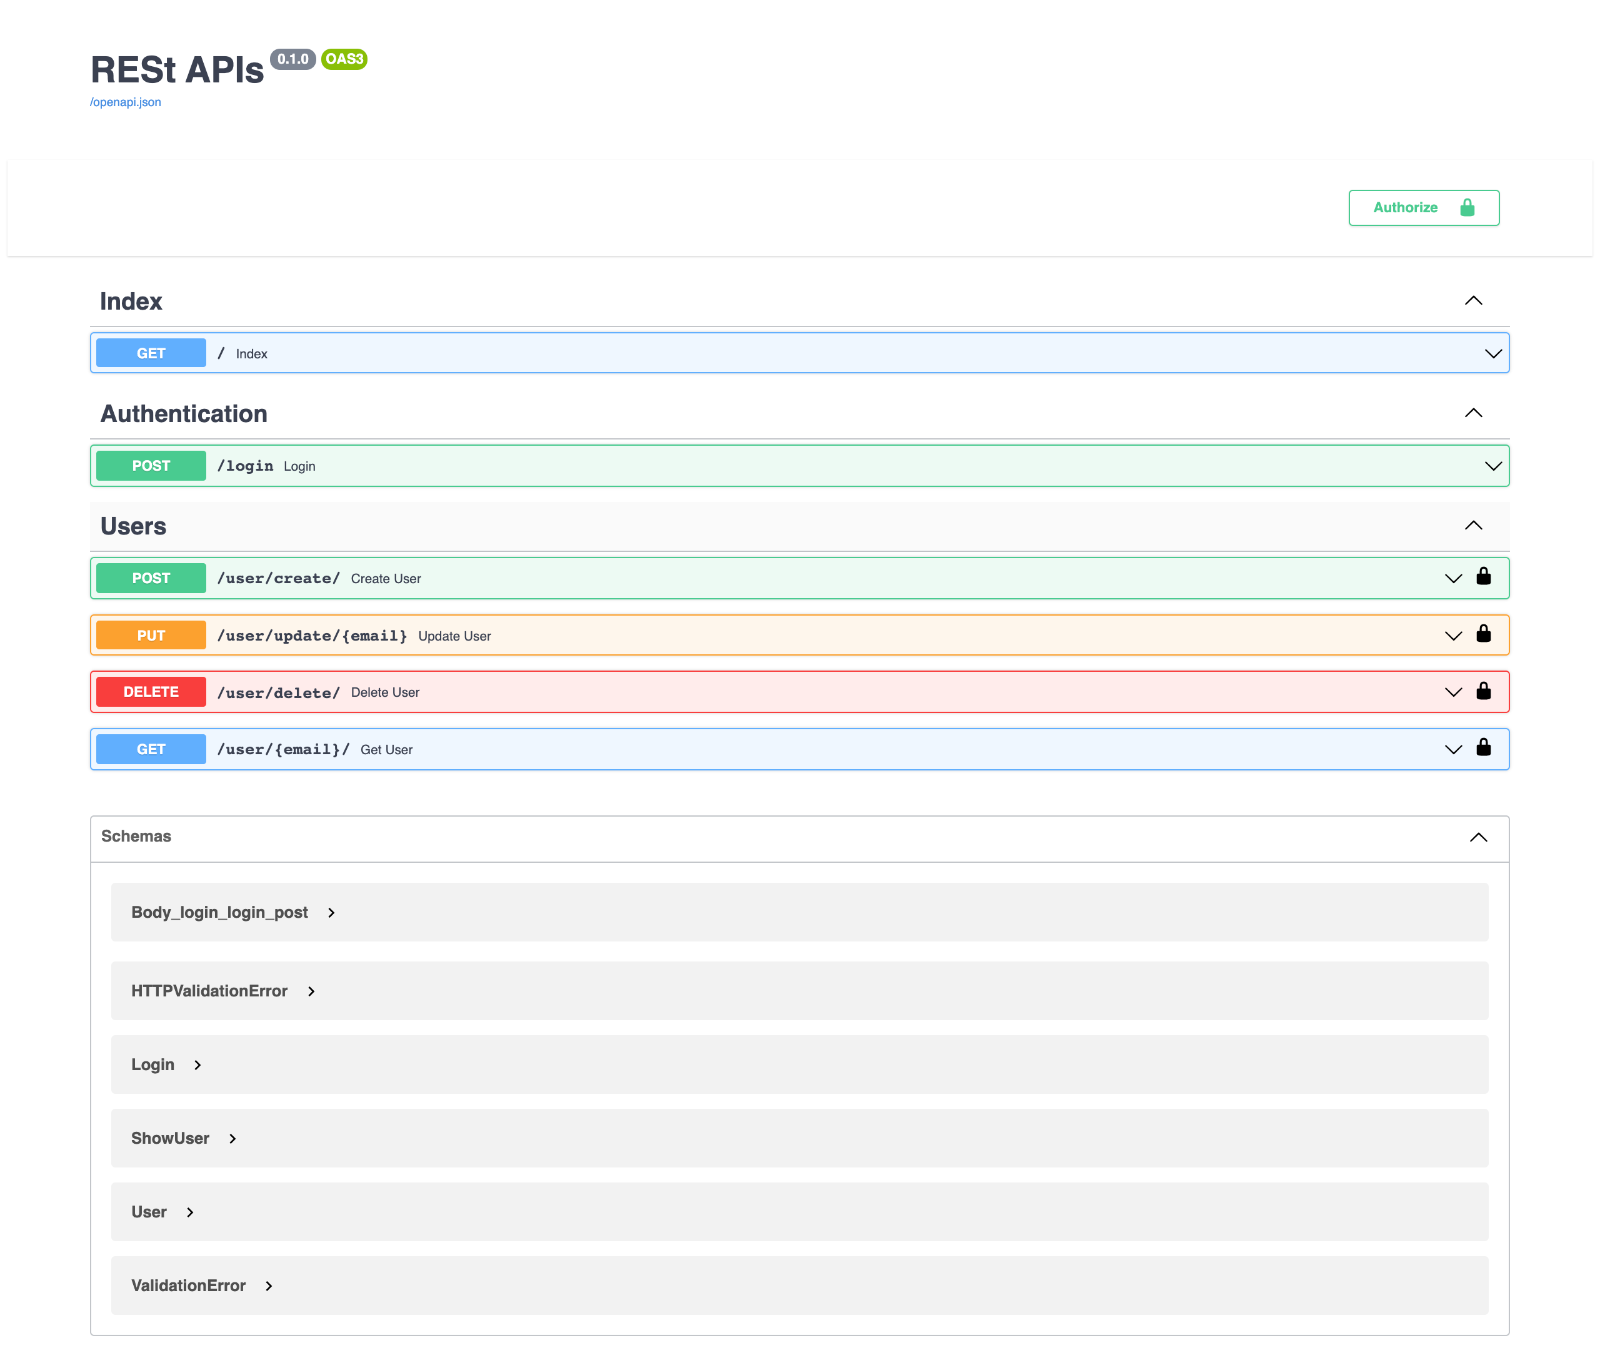 RESt APIs 0.1.0 OAS3
/openapi.json
Authorize
Index
GET / Index
Authentication
POST /login Login
Users
POST /user/create/ Create User
PUT /user/update/{email} Update User
DELETE /user/delete/ Delete User
GET /user/{email}/ Get User
Schemas
Body_login_login_post
HTTPValidationError
Login
ShowUser
User
ValidationError